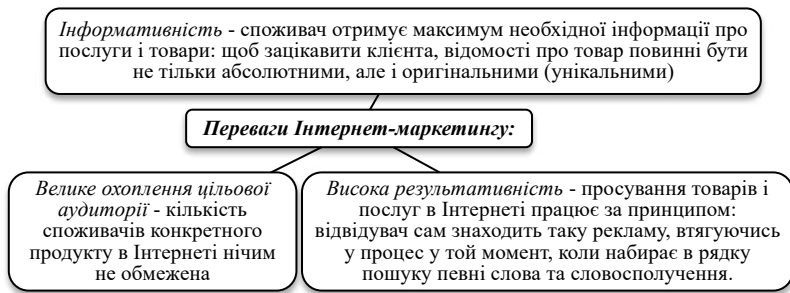 Інформативність - споживач отримує максимум необхідної інформації про
послуги і товари: щоб зацікавити клієнта, відомості про товар повинні бути
не тільки абсолютними, але і оригінальними (унікальними)
Переваги Інтернет-маркетингу:
Велике охоплення цільової
аудиторії - кількість
споживачів конкретного
продукту в Інтернеті нічим
не обмежена
Висока результативність - просування товарів і
послуг в Інтернеті працює за принципом:
відвідувач сам знаходить таку рекламу, втягуючись
у процес у той момент, коли набирає в рядку
пошуку певні слова та словосполучення.